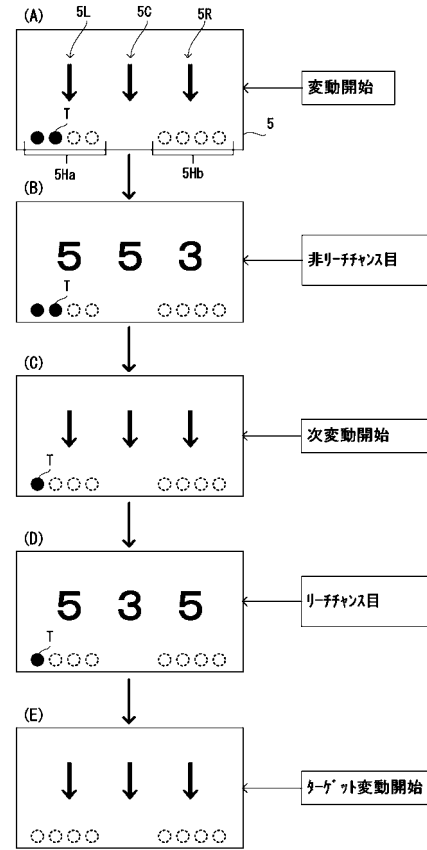 (A)
5L 5C 5R
T
変動開始
5
5Ha 5Hb
(B)
5 5 3
T
非リーチチャンス目
(C)
T
次変動開始
(D)
5 3 5
T
リーチチャンス目
(E)
ターゲット変動開始